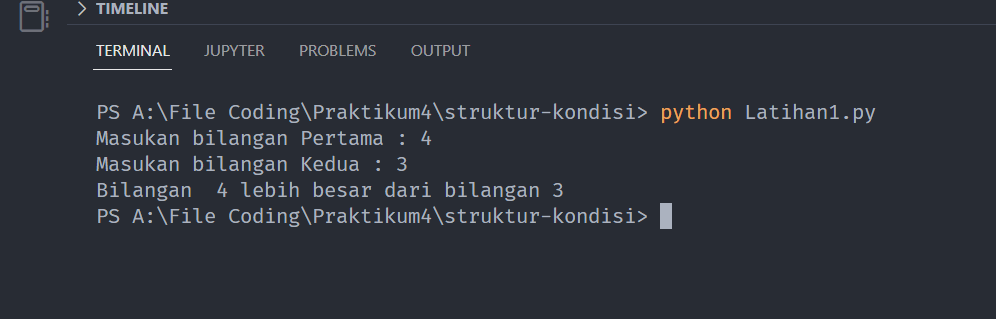 TIMELINE
TERMINAL JUPYTER PROBLEMS OUTPUT
PS A:\File Coding\Praktikum4\struktur-kondisi> python Latihan1.py
Masukan bilangan Pertama : 4
Masukan bilangan Kedua : 3
Bilangan  4 lebih besar dari bilangan 3
PS A:\File Coding\Praktikum4\struktur-kondisi>